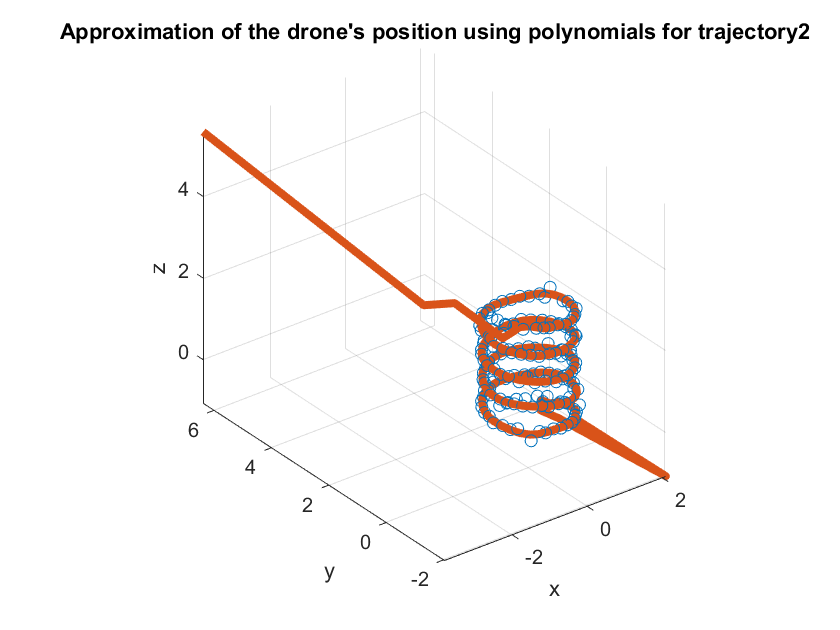 Approximation of the drone's position using polynomials for trajectory2
4
2
0
z
6
4
2
0
-2
y
2
0
-2
x